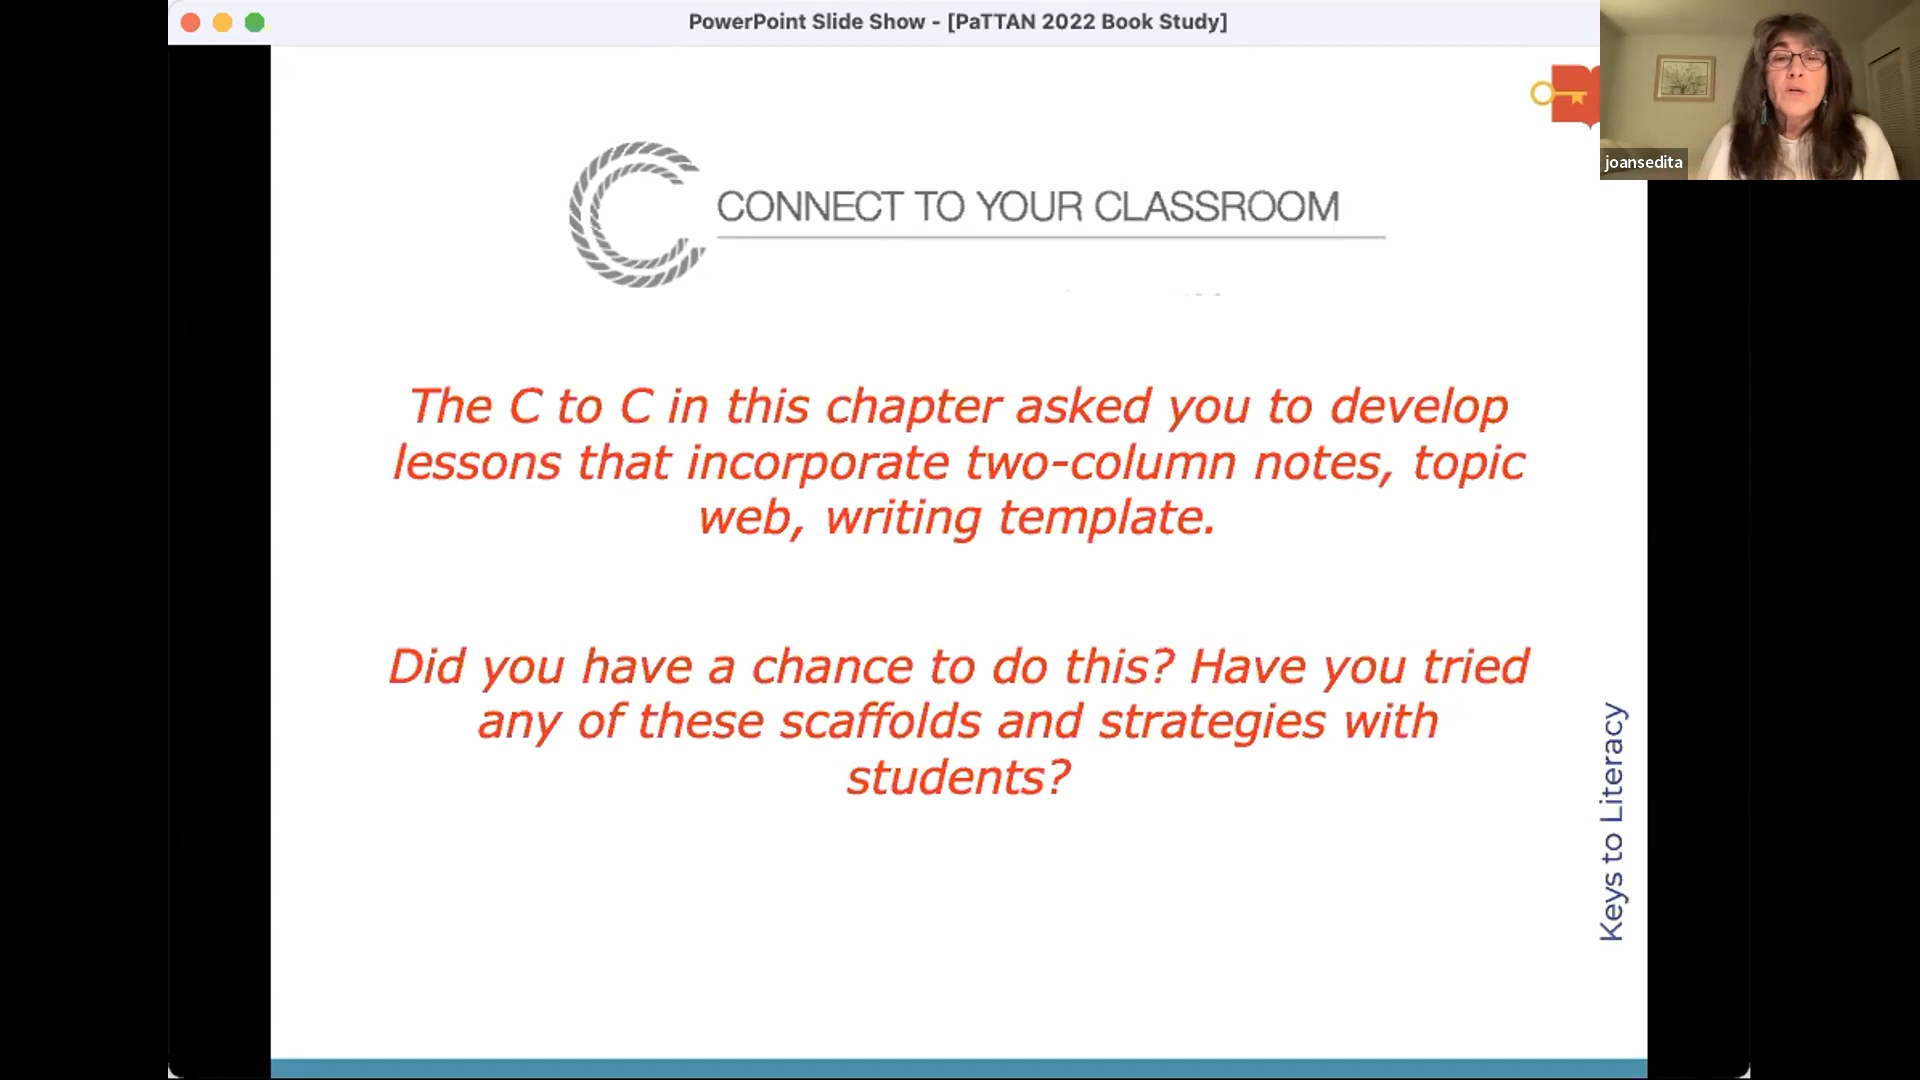 PowerPoint Slide Show - [PaTTAN 2022 Book Study]
joansedita
CONNECT TO YOUR CLASSROOM
The C to C in this chapter asked you to develop
lessons that incorporate two-column notes, topic
web, writing template.
Did you have a chance to do this? Have you tried
any of these scaffolds and strategies with
students?
Keys to Literacy